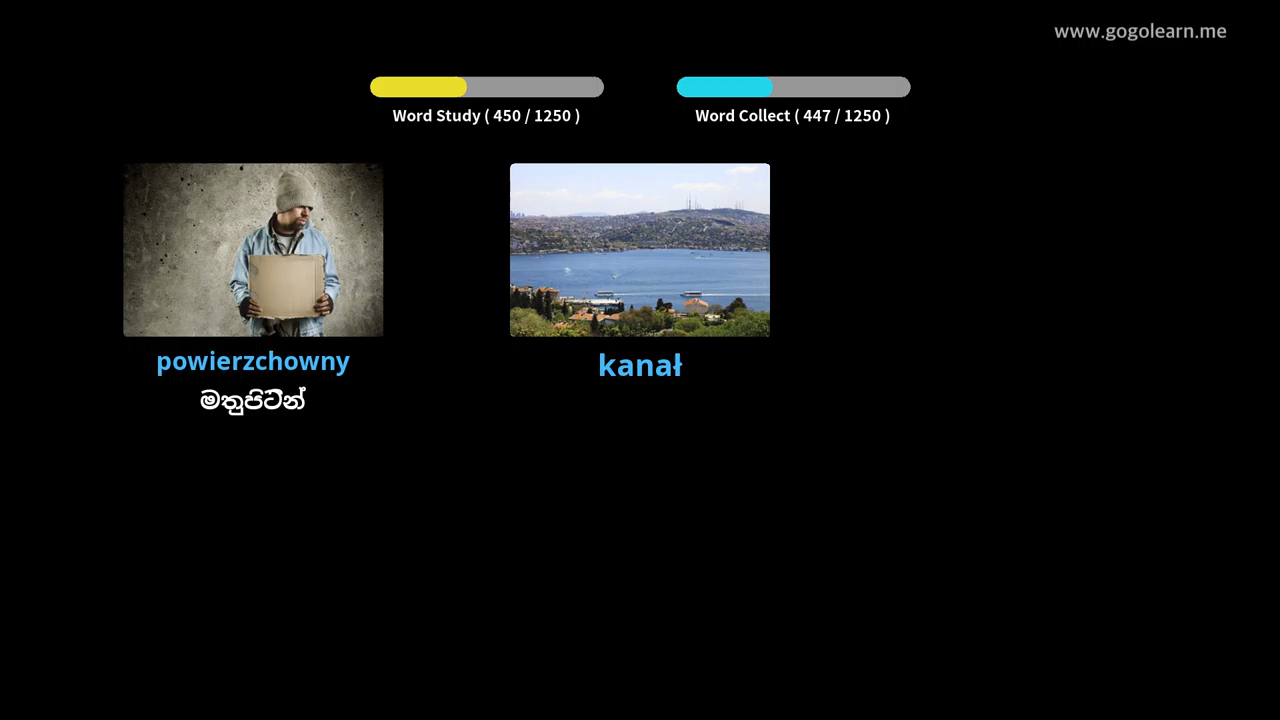 www.gogolearn.me
Word Study ( 450 / 1250 )
Word Collect ( 447 / 1250 )
powierzchowny
මතුපිටින්
kanał